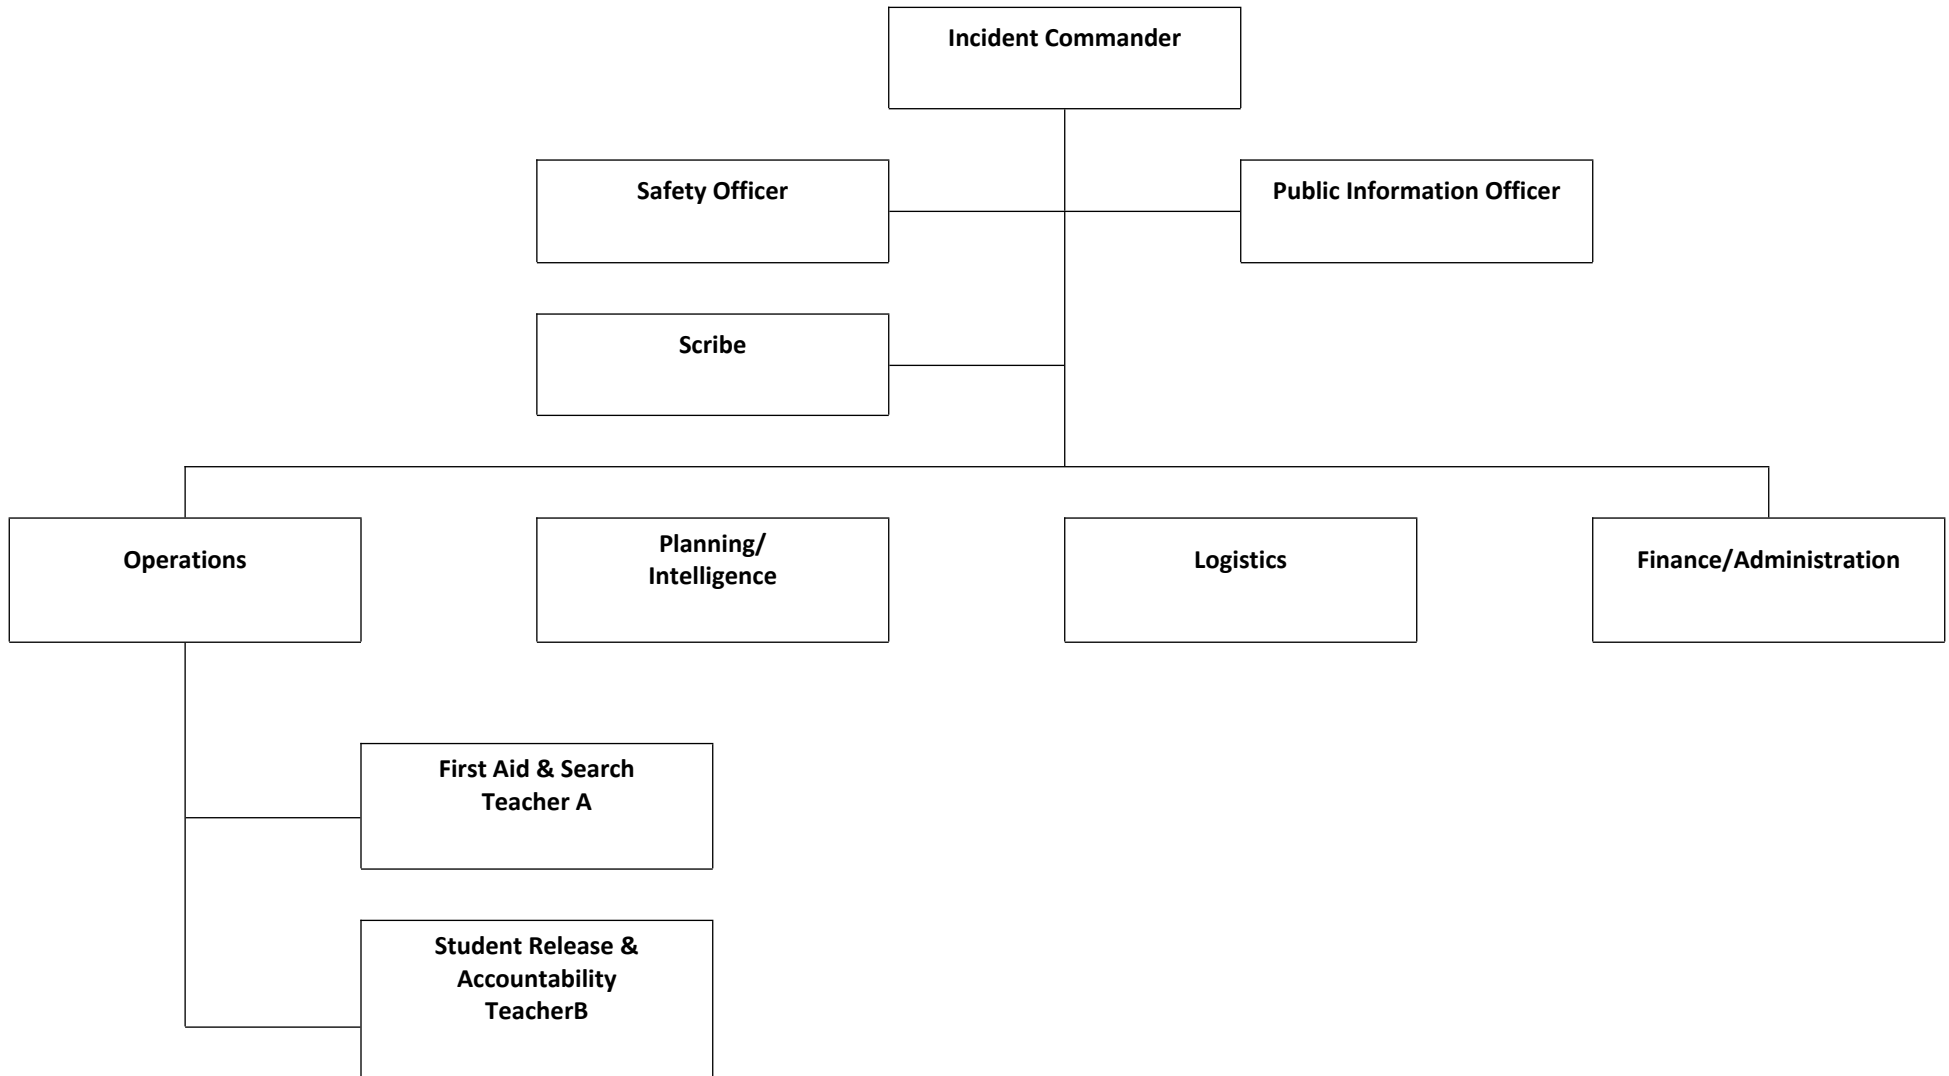 Incident Commander
Safety Officer
Public Information Officer
Scribe
Operations
Planning/
Intelligence
Logistics
Finance/Administration
First Aid & Search
Teacher A
Student Release &
Accountability
TeacherB